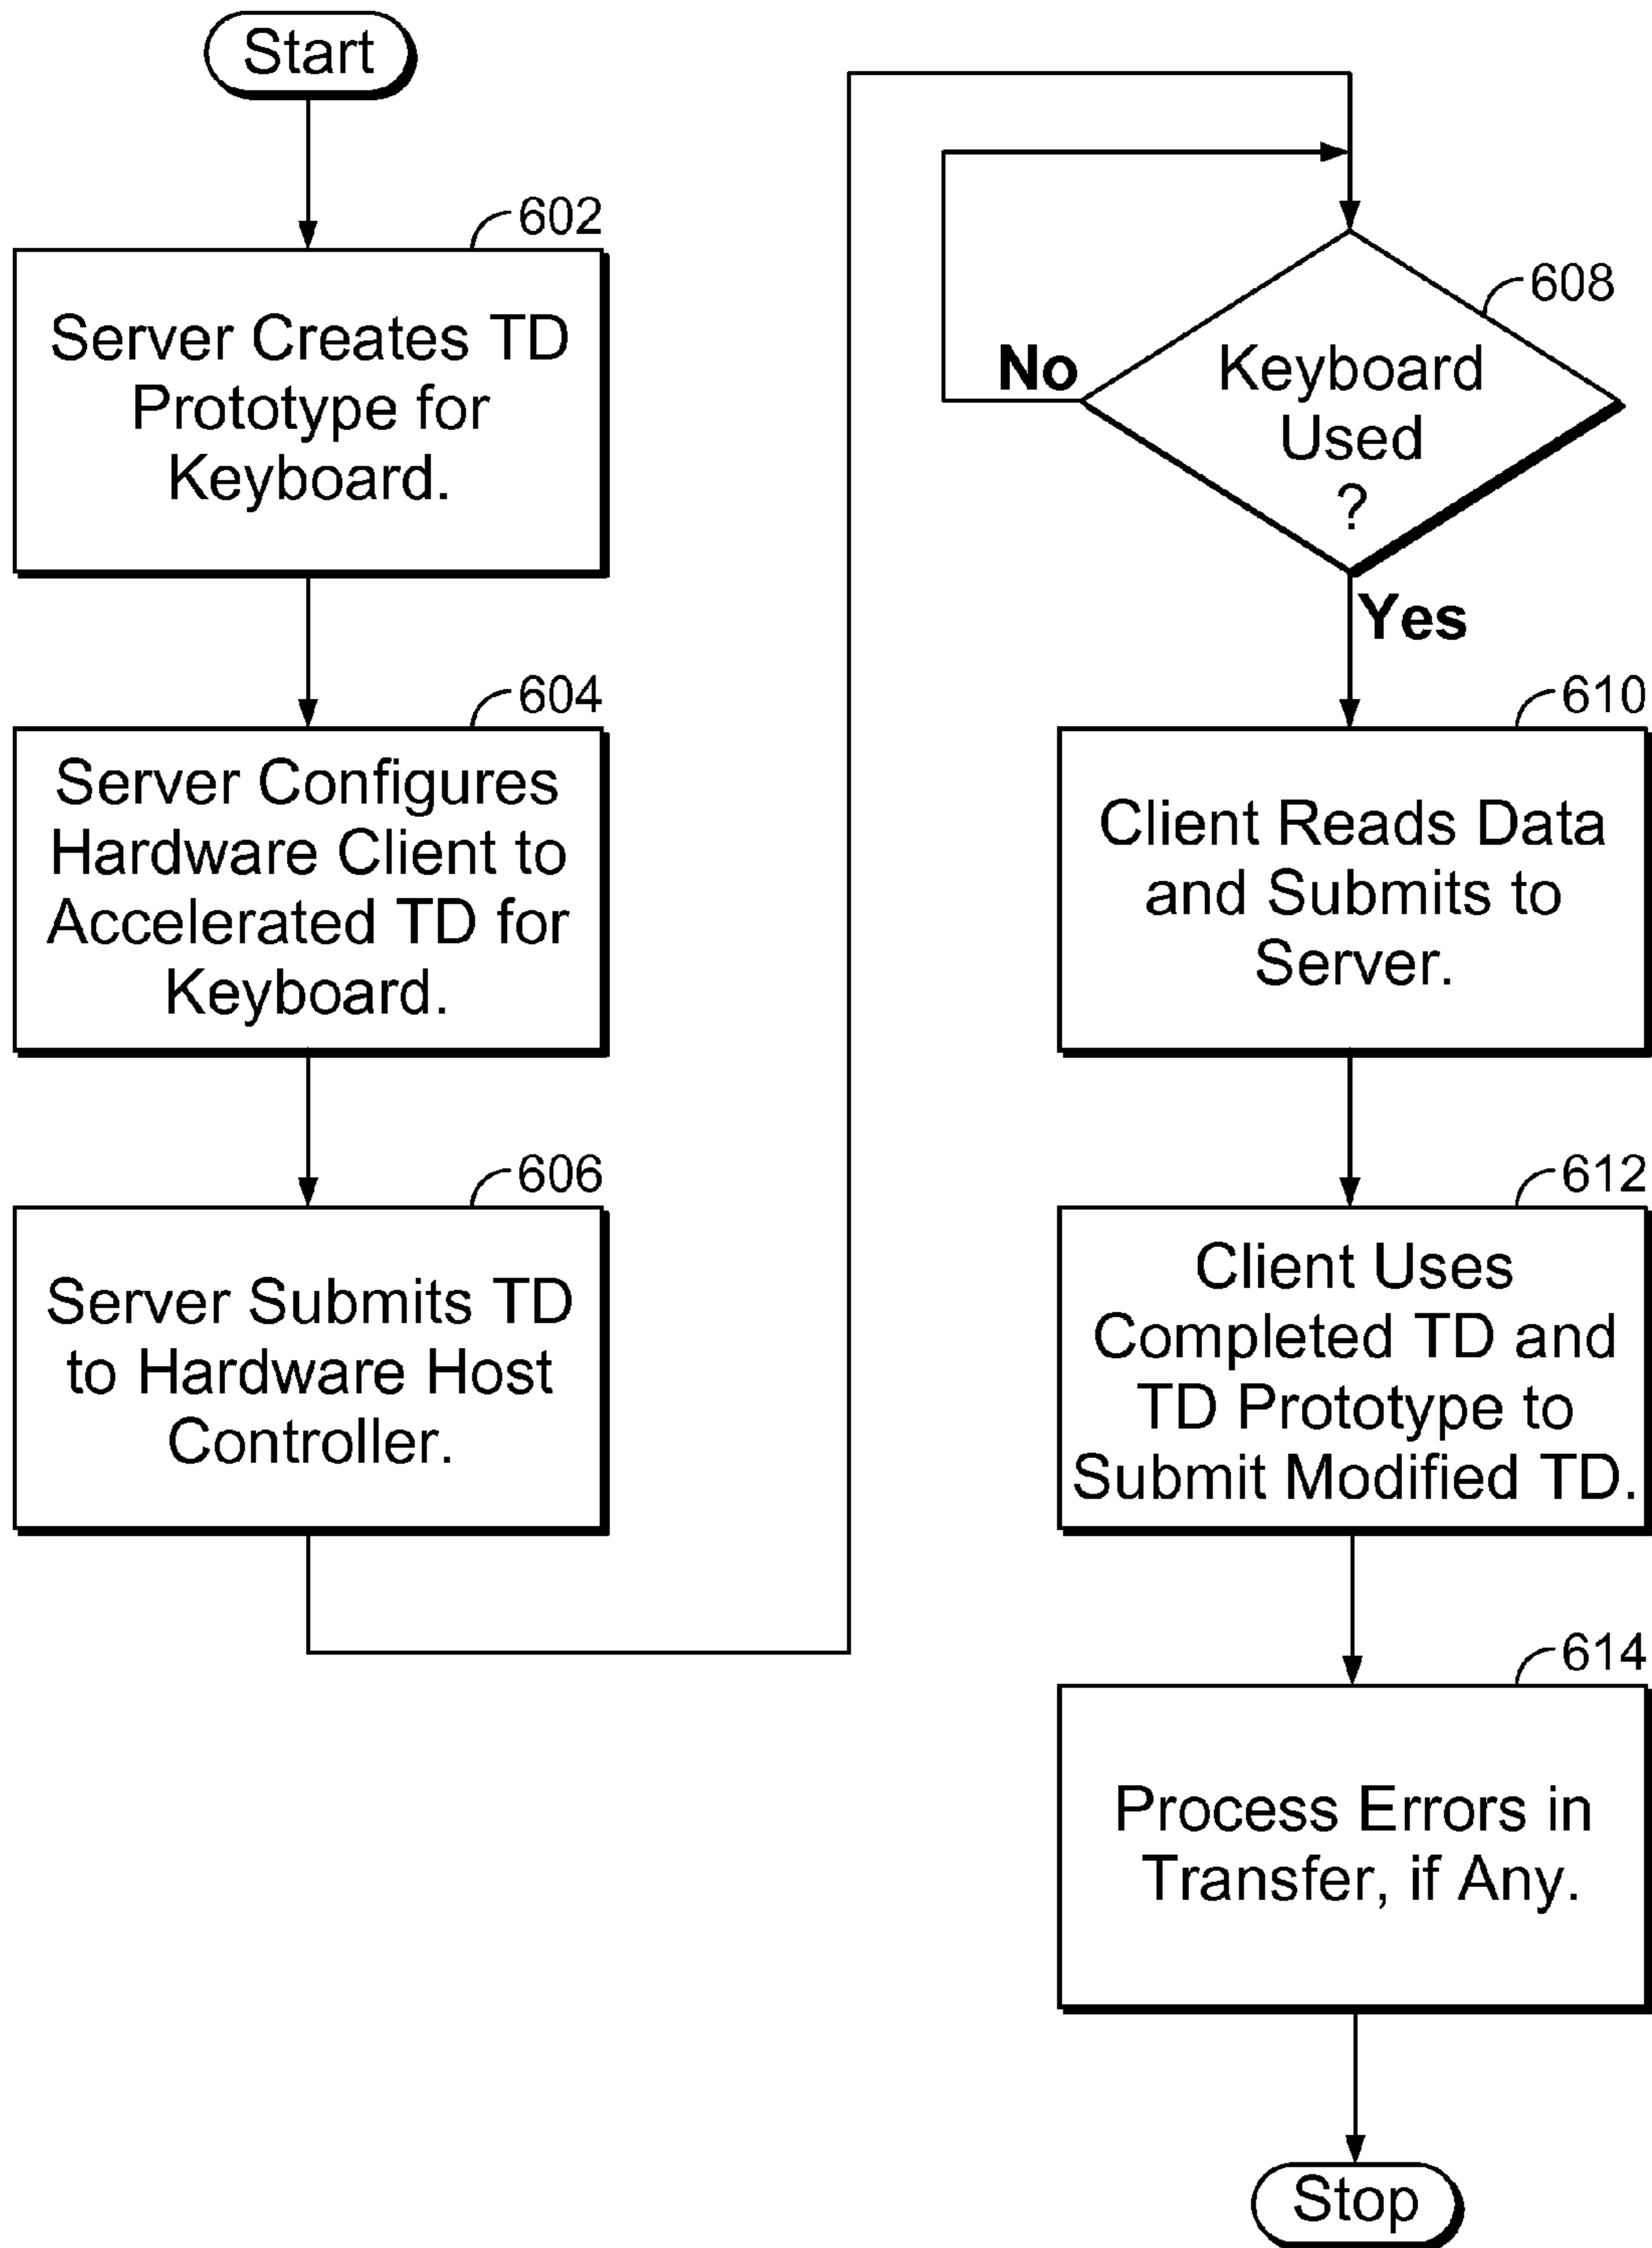 Start
602
Server Creates TD
Prototype for
Keyboard.
604
Server Configures
Hardware Client to
Accelerated TD for
Keyboard.
606
Server Submits TD
to Hardware Host
Controller.
608
Keyboard
Used
?
No
Yes
610
Client Reads Data
and Submits to
Server.
612
Client Uses
Completed TD and
TD Prototype to
Submit Modified TD.
614
Process Errors in
Transfer, if Any.
Stop